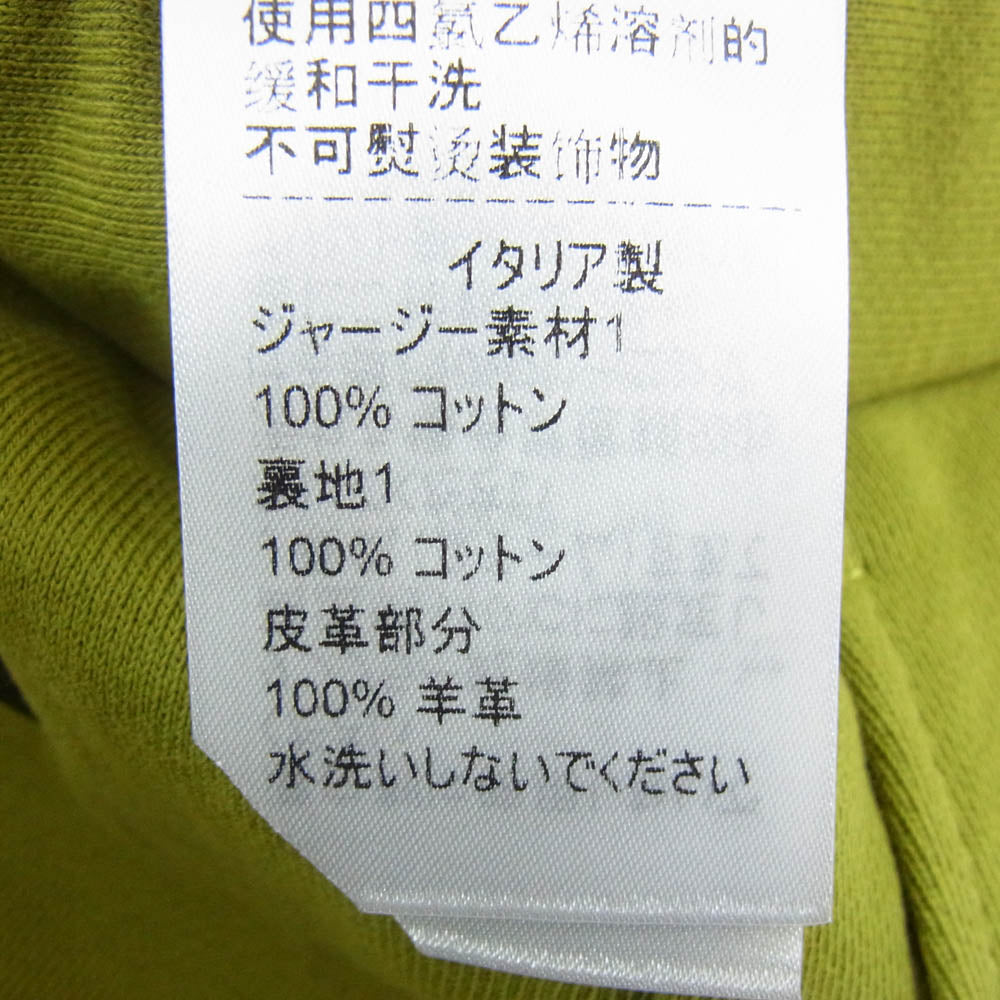 使用四氯乙烯溶剂的
缓和干洗
不可熨烫装饰物
イタリア製
ジャージー素材1
100% コットン
裏地1
100% コットン
皮革部分
100% 羊革
水洗いしないでください